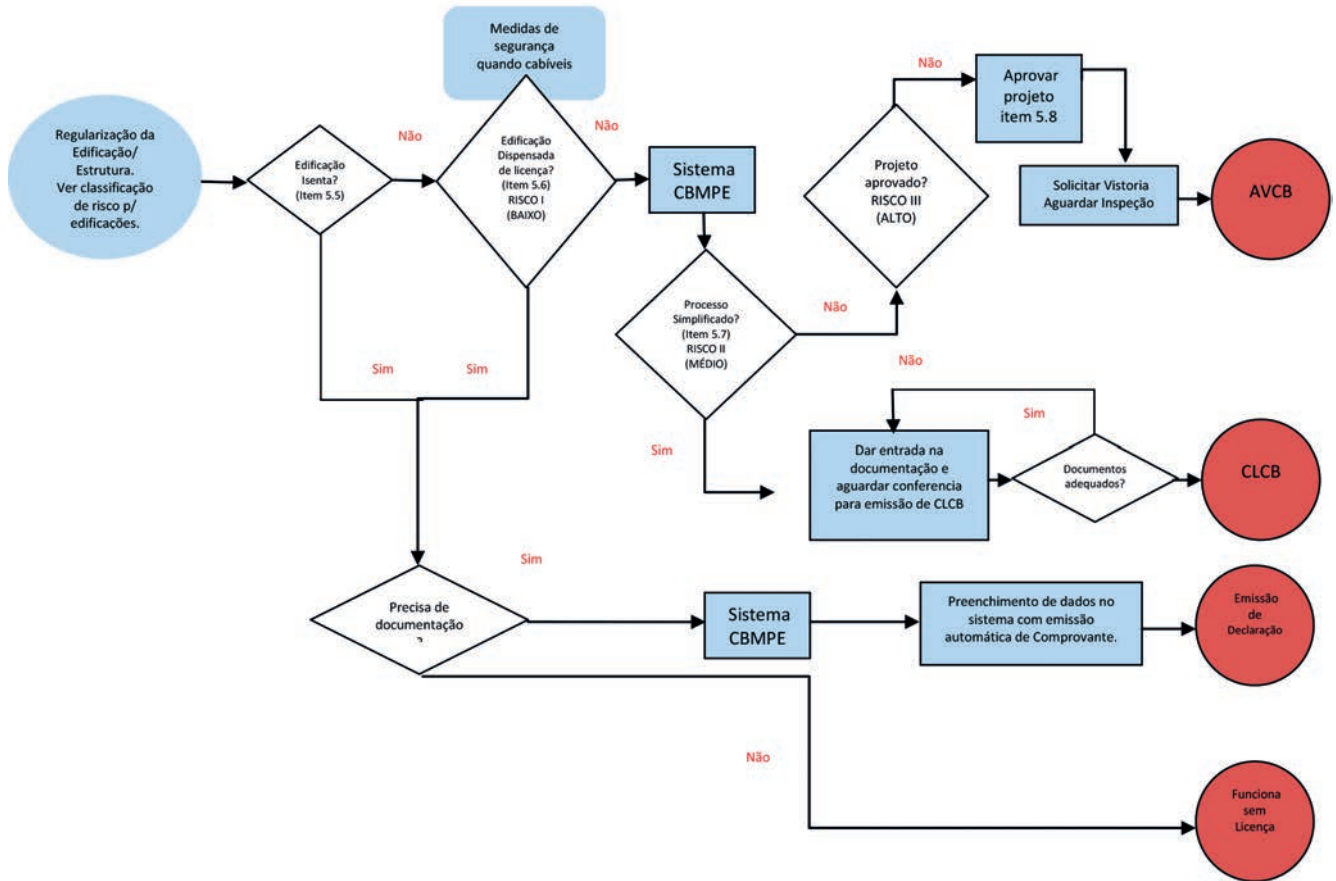 Medidas de
segurança
quando cabíveis
Regularização da
Edificação/
Estrutura.
Ver classificação
de risco p/
edificações.
Edificação
Isenta?
(Item 5.5)
Não
Edificação
Dispensada
de licença?
(Item 5.6)
RISCO I
(BAIXO)
Não
Sistema
CBMPE
Processo
Simplificado?
(Item 5.7)
RISCO II
(MÉDIO)
Não
Projeto
aprovado?
RISCO III
(ALTO)
Não
Aprovar
projeto
item 5.8
Solicitar Vistoria
Aguardar Inspeção
AVCB
Sim
Sim
Sim
Não
Sim
Dar entrada na
documentação e
aguardar conferencia
para emissão de CLCB
Documentos
adequados?
CLCB
Precisa de
documentação
?
Sim
Sistema
CBMPE
Preenchimento de dados no
sistema com emissão
automática de Comprovante.
Emissão
de
Declaração
Não
Funciona
sem
Licença